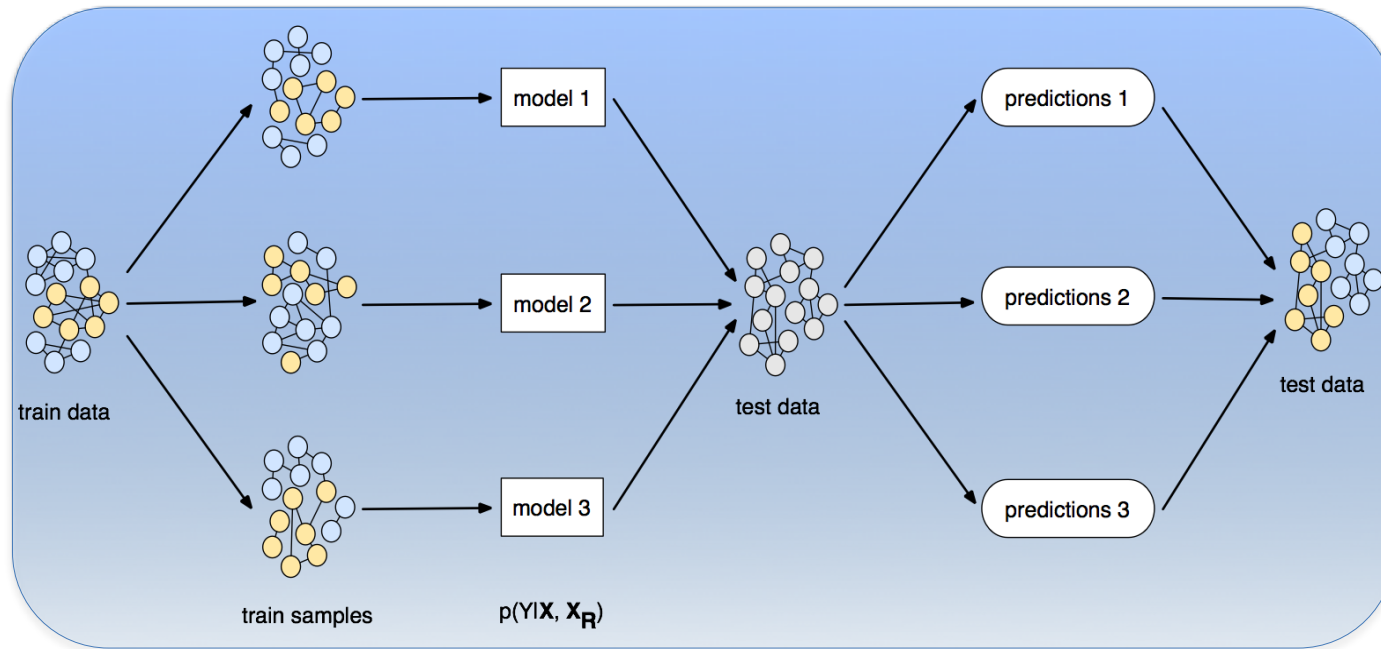 model 1
predictions 1
model 2
predictions 2
train data
test data
test data
model 3
predictions 3
train samples
p(Y|X, XR)